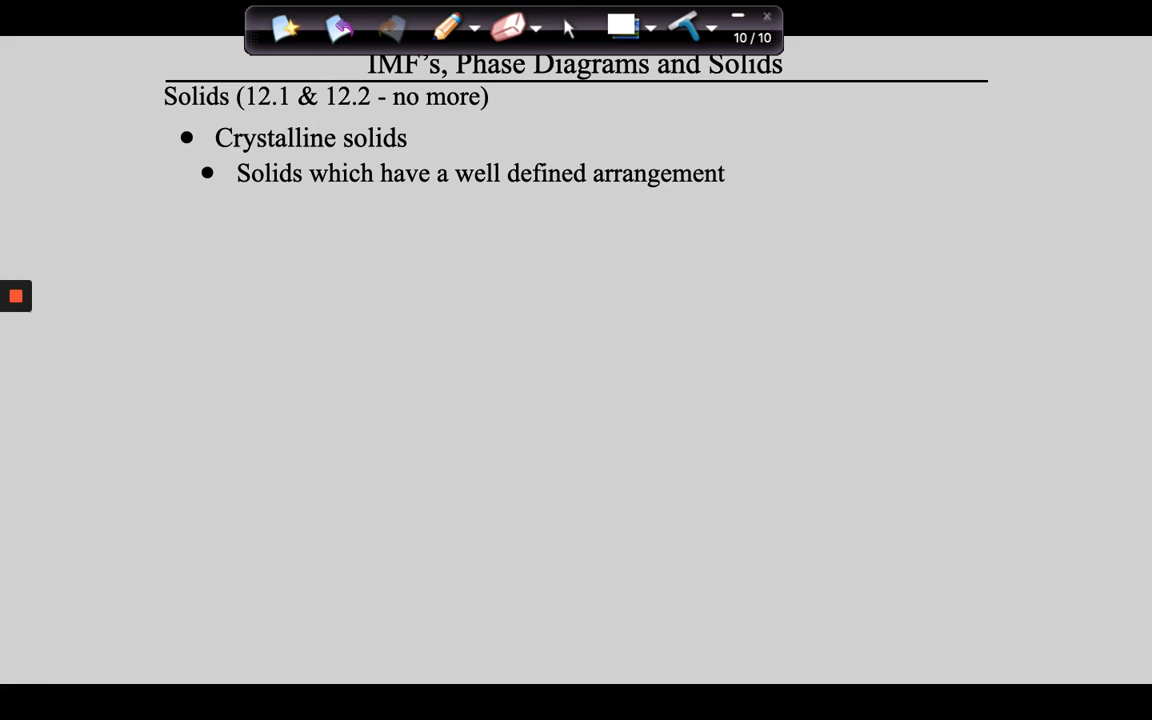 10 / 10
IMF's, Phase Diagrams and Solids
Solids (12.1 & 12.2 - no more)
● Crystalline solids
● Solids which have a well defined arrangement